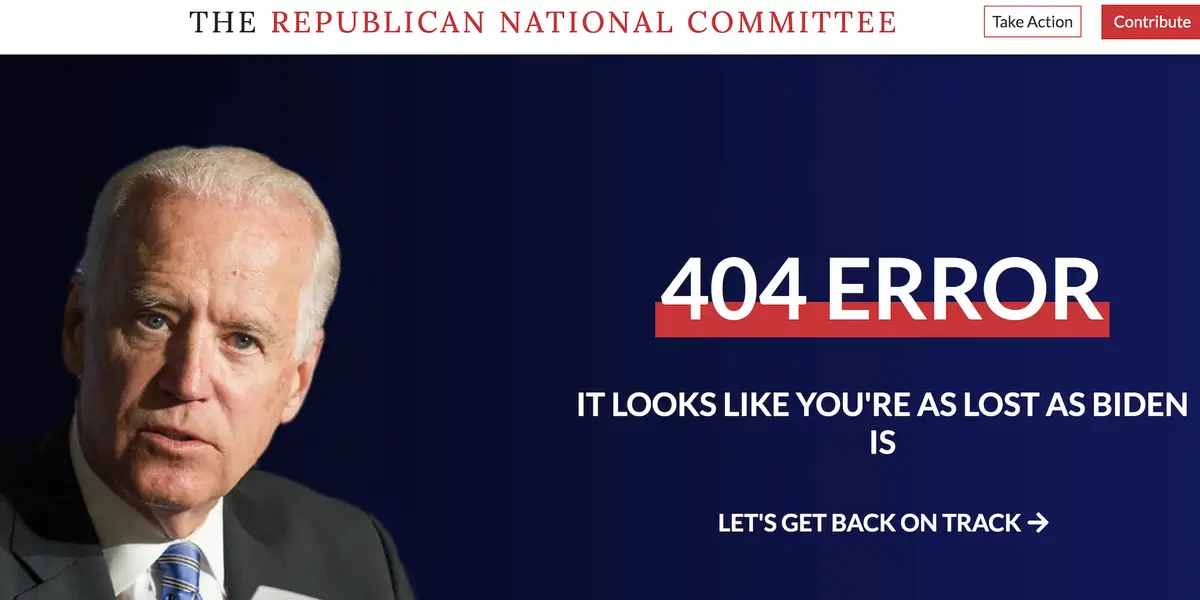 THE REPUBLICAN NATIONAL COMMITTEE
Take Action
Contribute
404 ERROR
IT LOOKS LIKE YOU'RE AS LOST AS BIDEN
IS
LET'S GET BACK ON TRACK →